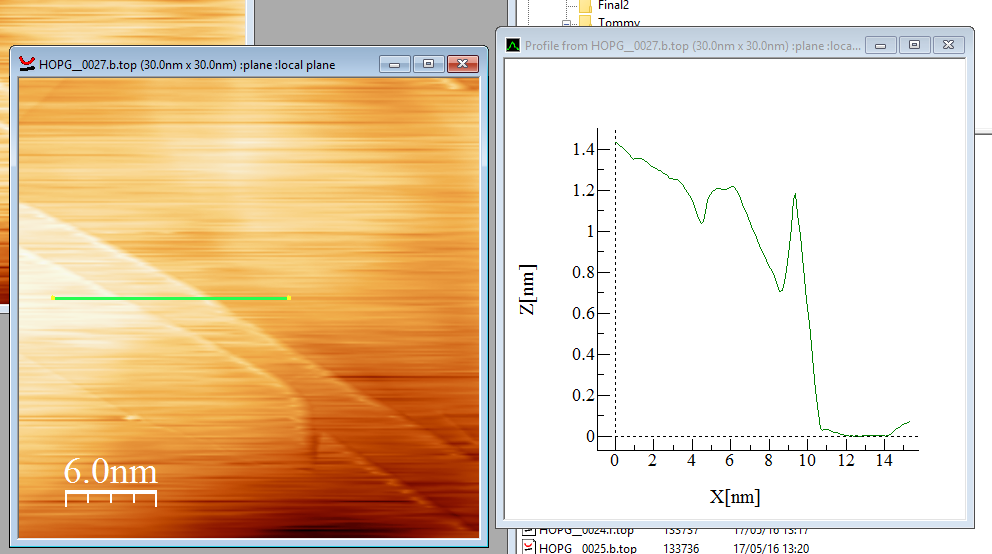 Final2
Tommy
HOPG__0027.b.top (30.0nm x 30.0nm) :plane :local plane
Profile from HOPG__0027.b.top (30.0nm x 30.0nm) :plane :loca...
6.0nm
Z[nm]
1.4
1.2
1
0.8
0.6
0.4
0.2
0
0 2 4 6 8 10 12 14
X[nm]
HOPG__0024.f.top 133737 17/05/16 13:17
HOPG__0025.b.top 133736 17/05/16 13:20